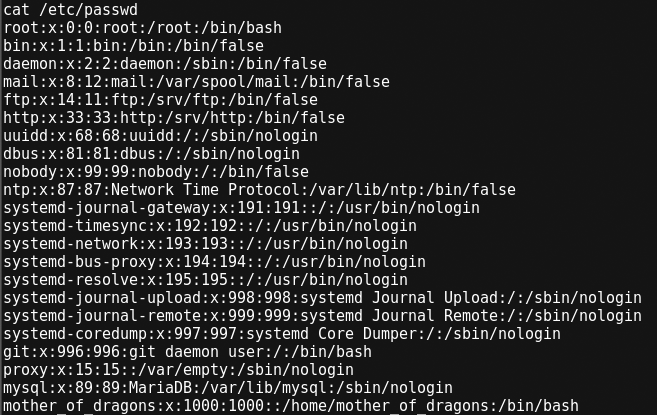 cat /etc/passwd
root:x:0:0:root:/root:/bin/bash
bin:x:1:1:bin:/bin:/bin/false
daemon:x:2:2:daemon:/sbin:/bin/false
mail:x:8:12:mail:/var/spool/mail:/bin/false
ftp:x:14:11:ftp:/srv/ftp:/bin/false
http:x:33:33:http:/srv/http:/bin/false
uuidd:x:68:68:uuidd:/:/sbin/nologin
dbus:x:81:81:dbus:/:/sbin/nologin
nobody:x:99:99:nobody:/:/bin/false
ntp:x:87:87:Network Time Protocol:/var/lib/ntp:/bin/false
systemd-journal-gateway:x:191:191::/:/usr/bin/nologin
systemd-timesync:x:192:192::/:/usr/bin/nologin
systemd-network:x:193:193::/:/usr/bin/nologin
systemd-bus-proxy:x:194:194::/:/usr/bin/nologin
systemd-resolve:x:195:195::/:/usr/bin/nologin
systemd-journal-upload:x:998:998:systemd Journal Upload:/:/sbin/nologin
systemd-journal-remote:x:999:999:systemd Journal Remote:/:/sbin/nologin
systemd-coredump:x:997:997:systemd Core Dumper:/:/sbin/nologin
git:x:996:996:git daemon user:/:/bin/bash
proxy:x:15:15::/var/empty:/sbin/nologin
mysql:x:89:89:MariaDB:/var/lib/mysql:/sbin/nologin
mother_of_dragons:x:1000:1000::/home/mother_of_dragons:/bin/bash